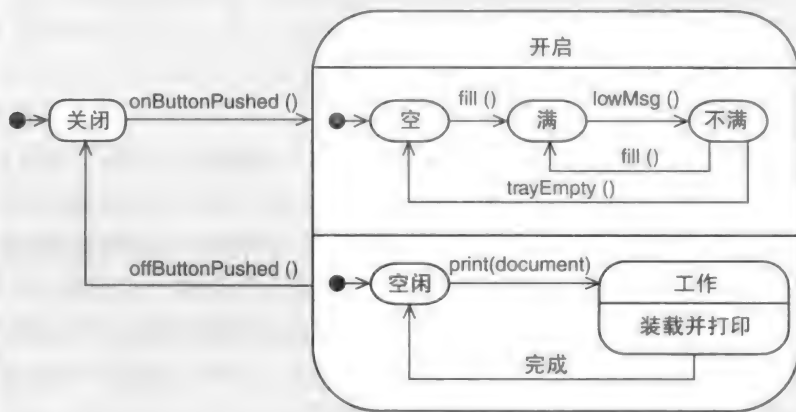 开启
onButtonPushed ()
关闭
fill ()
lowMsg ()
空
满
不满
fill ()
trayEmpty ()
offButtonPushed ()
print(document)
空闲
工作
装载并打印
完成